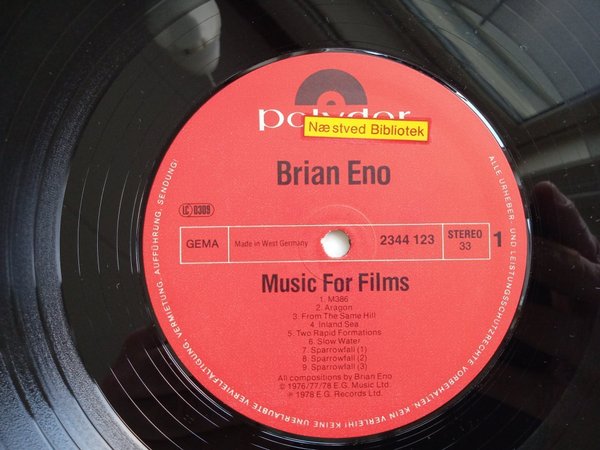 polydor
Næstved Bibliotek
Brian Eno
LC 0309
GEMA
Made in West Germany
2344 123
STEREO
33
1
Music For Films
1. M386
2. Aragon
3. From The Same Hill
4. Inland Sea
5. Two Rapid Formations
6. Slow Water
7. Sparrowfall (1)
8. Sparrowfall (2)
9. Sparrowfall (3)
All compositions by Brian Eno
© 1976/77/78 E.G. Music Ltd.
℗ 1978 E.G. Records Ltd.
ALLE URHEBER- UND LEISTUNGSSCHUTZRECHTE VORBEHALTEN. KEIN VERLEIH! KEINE UNERLAUBTE VERVIELFÄLTIGUNG, VERMIETUNG, AUFFÜHRUNG, SENDUNG!